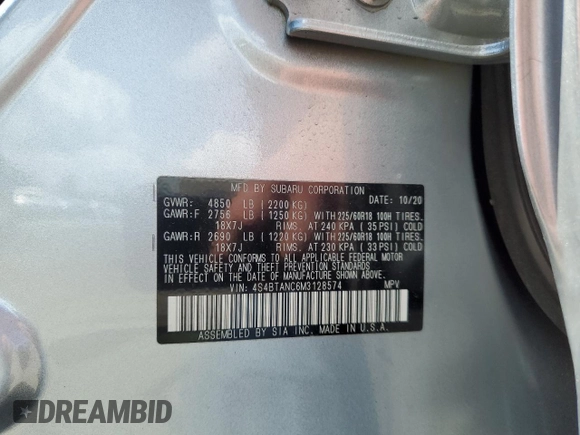 MFD BY SUBARU CORPORATION
GVWR: 4850 LB (2200 KG) DATE: 10/20
GAWR:F 2756 LB (1250 KG) WITH 225/60R18 100H TIRES.
18X7J RIMS. AT 240 KPA (35 PSI) COLD
GAWR:R 2690 LB (1220 KG) WITH 225/60R18 100H TIRES.
18X7J RIMS. AT 230 KPA (33 PSI) COLD
THIS VEHICLE CONFORMS TO ALL APPLICABLE FEDERAL MOTOR
VEHICLE SAFETY AND THEFT PREVENTION STANDARDS
IN EFFECT ON THE DATE OF MANUFACTURE SHOWN ABOVE.
VIN: 4S4BTANC6M3128574 MPV
ASSEMBLED BY SIA INC. MADE IN U.S.A.
DREAMBID